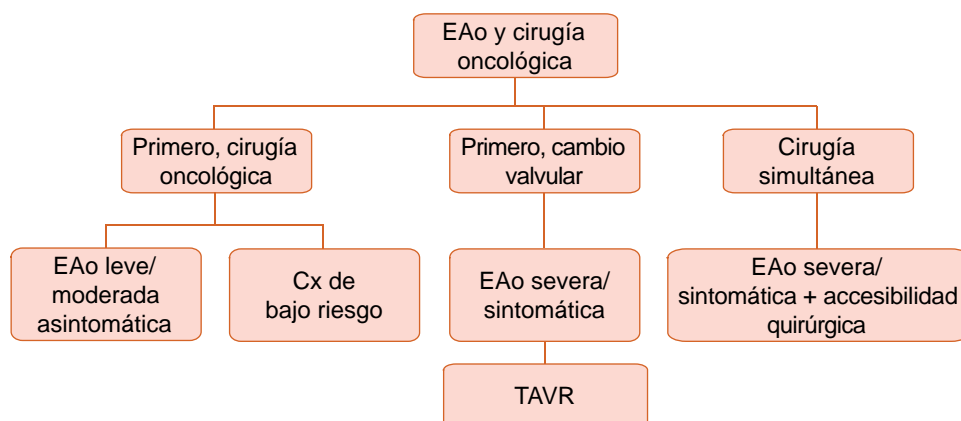 EAo y cirugía
oncológica
Primero, cirugía
oncológica
Primero, cambio
valvular
Cirugía
simultánea
EAo leve/
moderada
asintomática
Cx de
bajo riesgo
EAo severa/
sintomática
EAo severa/
sintomática + accesibilidad
quirúrgica
TAVR